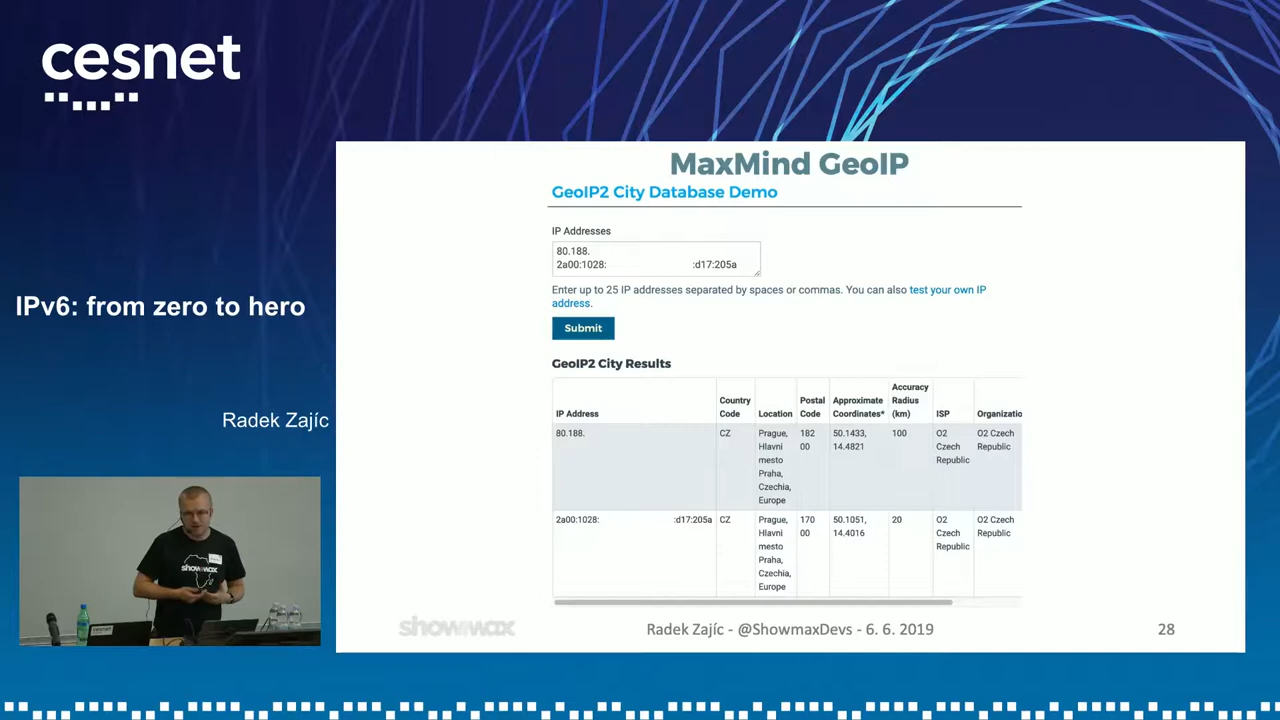 cesnet
IPv6: from zero to hero
Radek Zajíc
MaxMind GeoIP
GeoIP2 City Database Demo
IP Addresses
80.188.
2a00:1028: :d17:205a
Enter up to 25 IP addresses separated by spaces or commas. You can also test your own IP
address.
Submit
GeoIP2 City Results
IP Address
Country
Code
Location
Postal
Code
Approximate
Coordinates*
Accuracy
Radius
(km)
ISP
Organizatio
80.188.
CZ
Prague,
Hlavni
mesto
Praha,
Czechia,
Europe
182
00
50.1433,
14.4821
100
O2
Czech
Republic
O2 Czech
Republic
2a00:1028: :d17:205a
CZ
Prague,
Hlavni
mesto
Praha,
Czechia,
Europe
170
00
50.1051,
14.4016
20
O2
Czech
Republic
O2 Czech
Republic
showmax
Radek Zajíc - @ShowmaxDevs - 6. 6. 2019
28
showmax